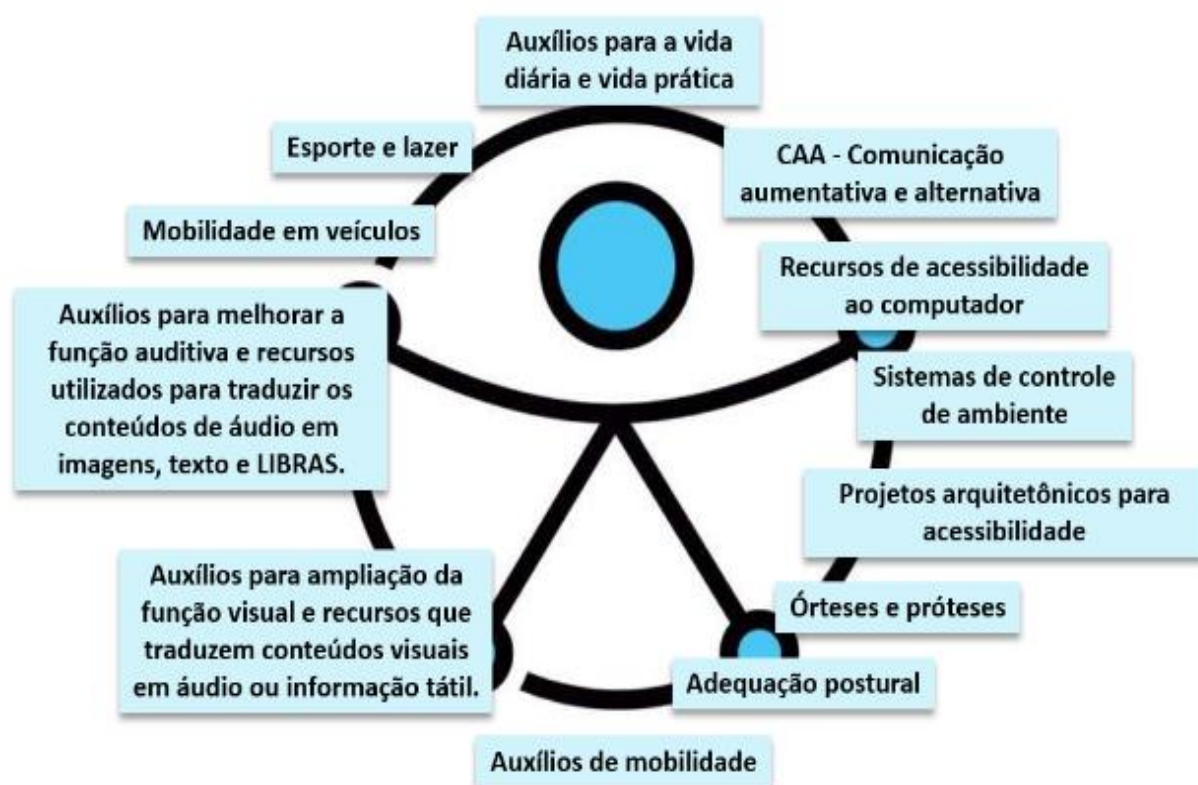 Auxílios para a vida
diária e vida prática
CAA - Comunicação
aumentativa e alternativa
Recursos de acessibilidade
ao computador
Sistemas de controle
de ambiente
Projetos arquitetônicos para
acessibilidade
Órteses e próteses
Adequação postural
Auxílios de mobilidade
Auxílios para ampliação da
função visual e recursos que
traduzem conteúdos visuais
em áudio ou informação tátil.
Auxílios para melhorar a
função auditiva e recursos
utilizados para traduzir os
conteúdos de áudio em
imagens, texto e LIBRAS.
Mobilidade em veículos
Esporte e lazer